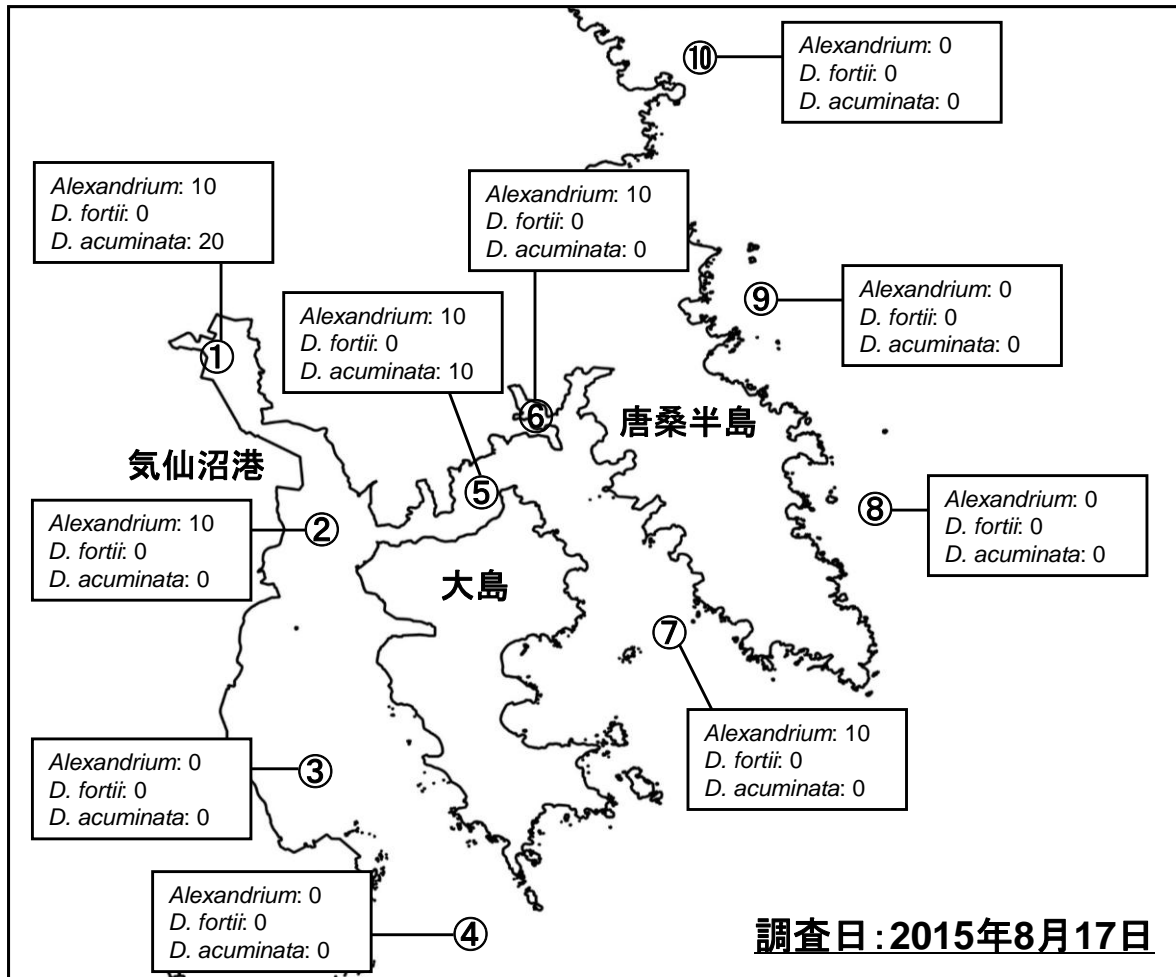 ⑩
Alexandrium: 0
D. fortii: 0
D. acuminata: 0
Alexandrium: 10
D. fortii: 0
D. acuminata: 20
①
Alexandrium: 10
D. fortii: 0
D. acuminata: 0
⑥
Alexandrium: 0
D. fortii: 0
D. acuminata: 0
⑨
Alexandrium: 10
D. fortii: 0
D. acuminata: 10
⑤
唐桑半島
気仙沼港
Alexandrium: 10
D. fortii: 0
D. acuminata: 0
②
⑧
Alexandrium: 0
D. fortii: 0
D. acuminata: 0
大島
⑦
Alexandrium: 10
D. fortii: 0
D. acuminata: 0
Alexandrium: 0
D. fortii: 0
D. acuminata: 0
③
Alexandrium: 0
D. fortii: 0
D. acuminata: 0
④
調査日:2015年8月17日